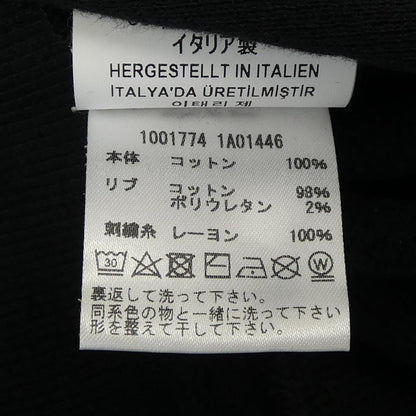 イタリア製
HERGESTELLT IN ITALIEN
İTALYA'DA ÜRETİLMİŞTİR
이태리 제
1001774 1A01446
本体 コットン 100%
リブ コットン 98%
ポリウレタン 2%
刺繍糸 レーヨン 100%
30 W
裏返して洗って下さい。
同系色の物と一緒に洗って下さい。
形を整えて干して下さい。